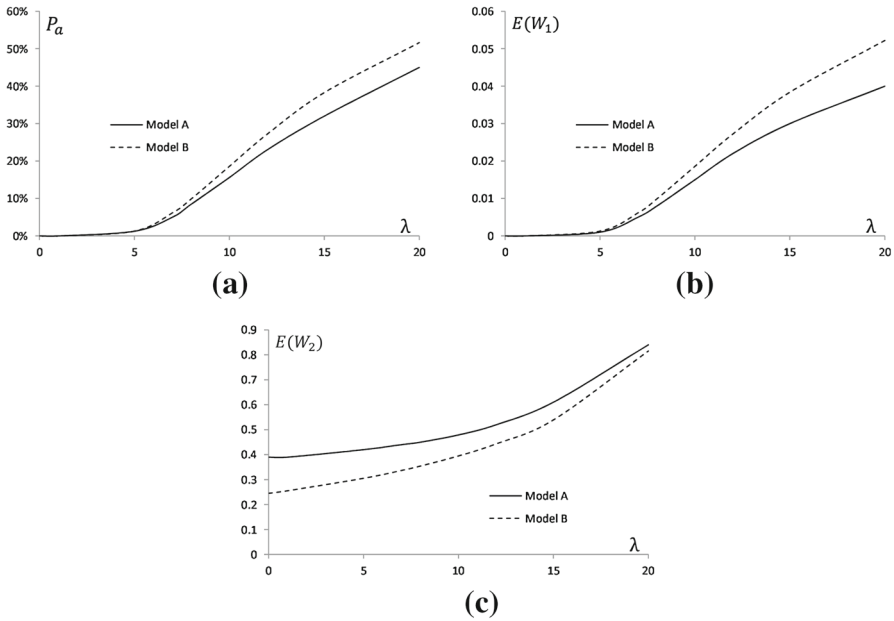 60% P_a
50%
40%
30%
20%
10%
0%
Model A
Model B
λ
0 5 10 15 20
(a)
0.06 E(W_1)
0.05
0.04
0.03
0.02
0.01
0
Model A
Model B
λ
0 5 10 15 20
(b)
0.9 E(W_2)
0.8
0.7
0.6
0.5
0.4
0.3
0.2
0.1
0
Model A
Model B
λ
0 5 10 15 20
(c)